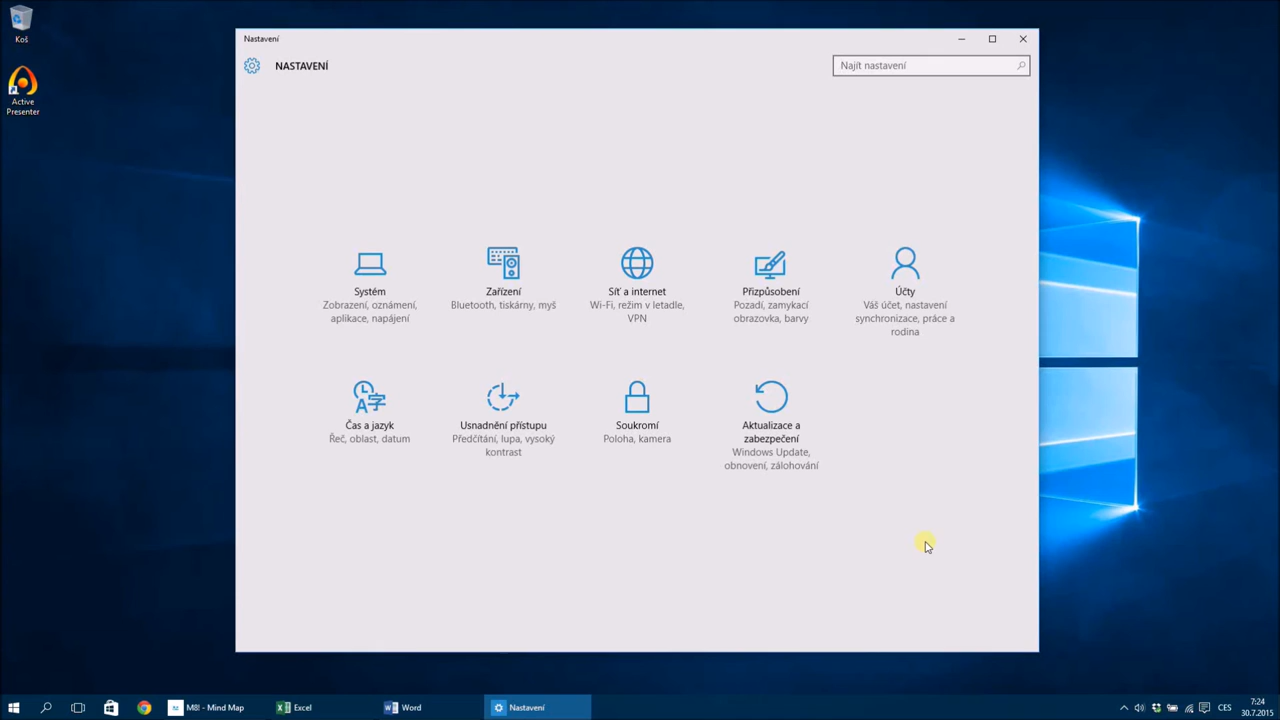 Koš
Active
Presenter
Nastavení
NASTAVENÍ
Najít nastavení
Systém
Zobrazení, oznámení,
aplikace, napájení
Zařízení
Bluetooth, tiskárny, myš
Síť a internet
Wi-Fi, režim v letadle,
VPN
Přizpůsobení
Pozadí, zamykací
obrazovka, barvy
Účty
Váš účet, nastavení
synchronizace, práce a
rodina
Čas a jazyk
Řeč, oblast, datum
Usnadnění přístupu
Předčítání, lupa, vysoký
kontrast
Soukromí
Poloha, kamera
Aktualizace a
zabezpečení
Windows Update,
obnovení, zálohování
M8! - Mind Map
Excel
Word
Nastavení
CES
7:24
30.7.2015